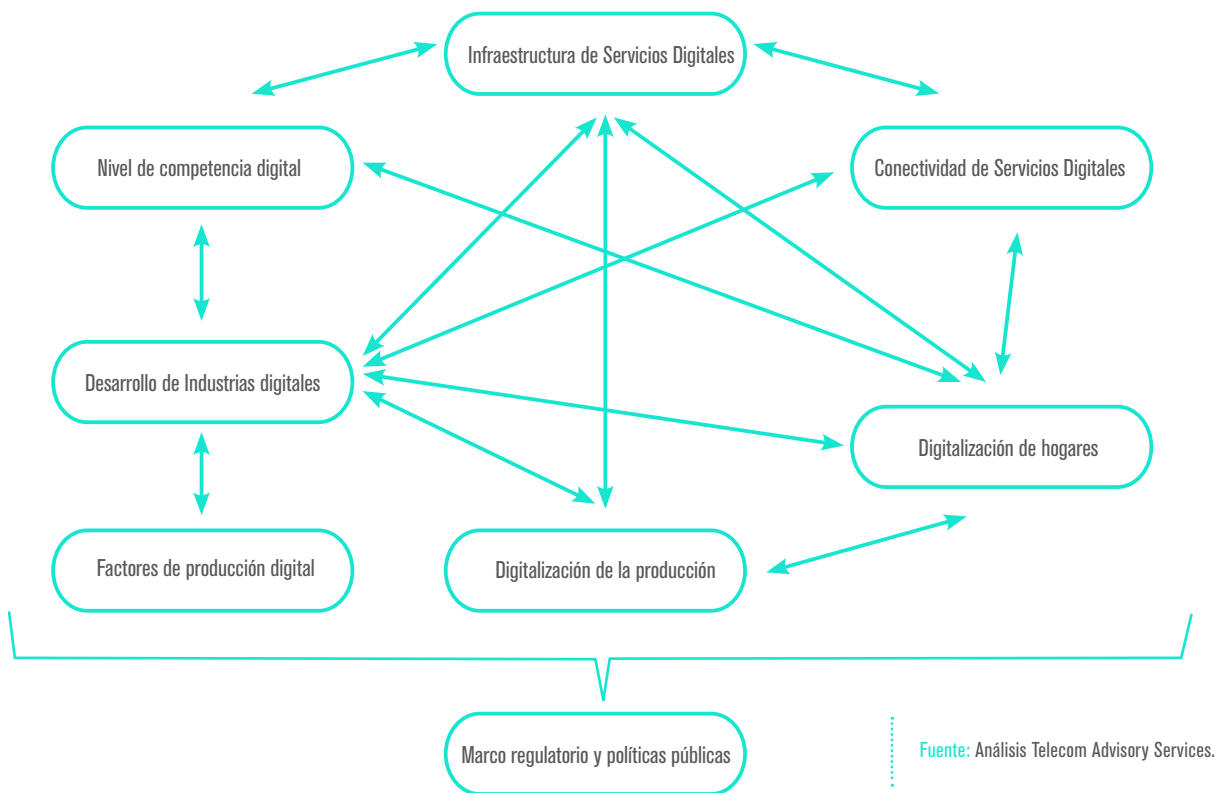 Infraestructura de Servicios Digitales
Nivel de competencia digital
Conectividad de Servicios Digitales
Desarrollo de Industrias digitales
Digitalización de hogares
Factores de producción digital
Digitalización de la producción
Marco regulatorio y políticas públicas
Fuente: Análisis Telecom Advisory Services.